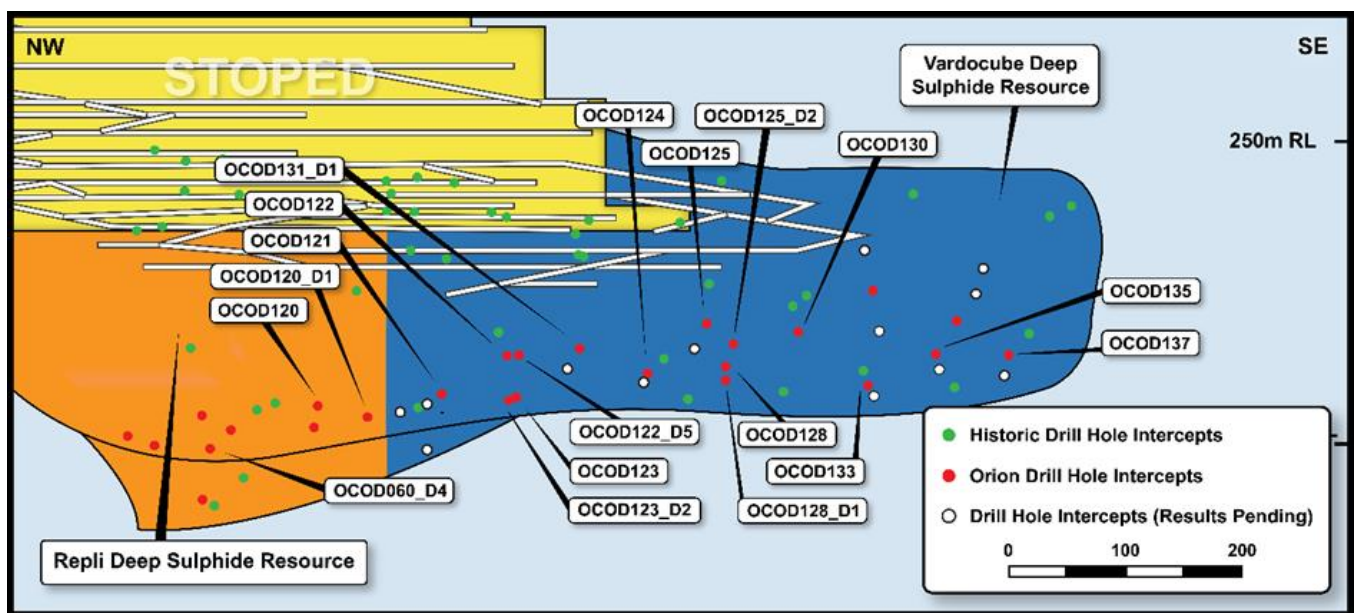 NW
SE
STOPED
Vardocube Deep
Sulphide Resource
OCOD124
OCOD125_D2
250m RL
OCOD125
OCOD130
OCOD131_D1
OCOD122
OCOD121
OCOD120_D1
OCOD120
OCOD135
OCOD137
OCOD122_D5
OCOD128
OCOD123
OCOD133
OCOD060_D4
OCOD123_D2
OCOD128_D1
Repli Deep Sulphide Resource
Historic Drill Hole Intercepts
Orion Drill Hole Intercepts
Drill Hole Intercepts (Results Pending)
0 100 200